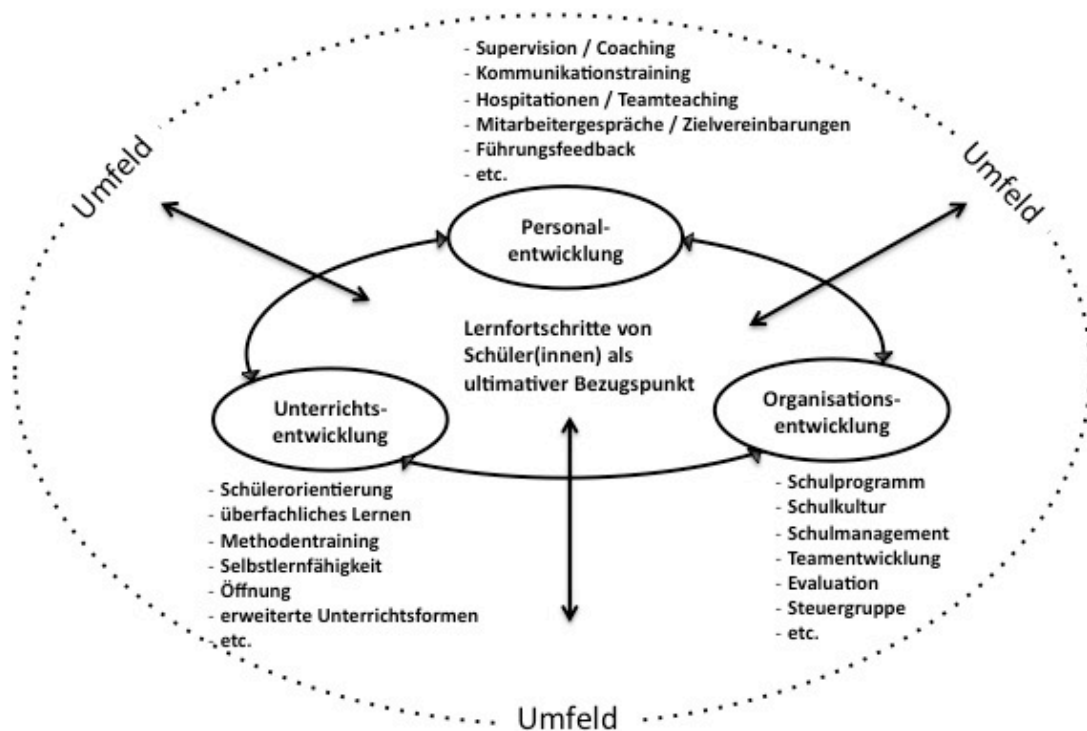 - Supervision / Coaching
- Kommunikationstraining
- Hospitationen / Teamteaching
- Mitarbeitergespräche / Zielvereinbarungen
- Führungsfeedback
- etc.
Umfeld
Umfeld
Personal-
entwicklung
Lernfortschritte von
Schüler(innen) als
ultimativer Bezugspunkt
Unterrichts-
entwicklung
- Schülerorientierung
- überfachliches Lernen
- Methodentraining
- Selbstlernfähigkeit
- Öffnung
- erweiterte Unterrichtsformen
- etc.
Organisations-
entwicklung
- Schulprogramm
- Schulkultur
- Schulmanagement
- Teamentwicklung
- Evaluation
- Steuergruppe
- etc.
Umfeld